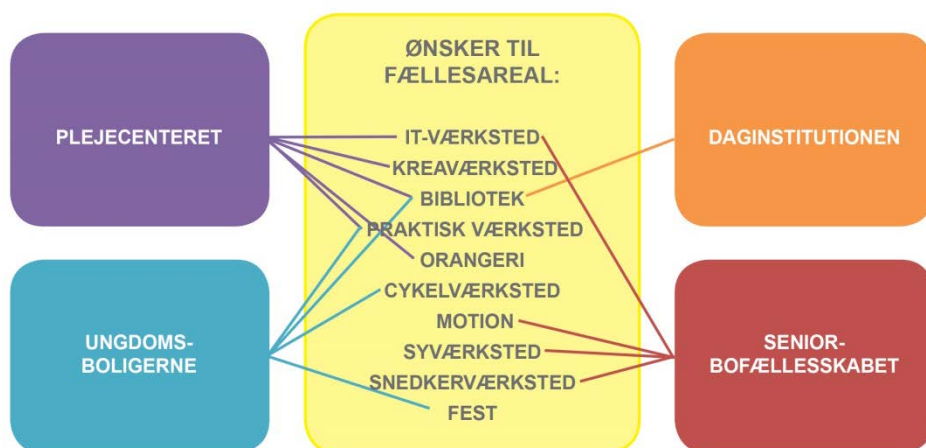 PLEJECENTERET
UNGDOMS-
BOLIGERNE
ØNSKER TIL
FÆLLESAREAL:
IT-VÆRKSTED
KREAVÆRKSTED
BIBLIOTEK
PRAKTISK VÆRKSTED
ORANGERI
CYKELVÆRKSTED
MOTION
SYVÆRKSTED
SNEDKERVÆRKSTED
FEST
DAGINSTITUTIONEN
SENIOR-
BOFÆLLESSKABET